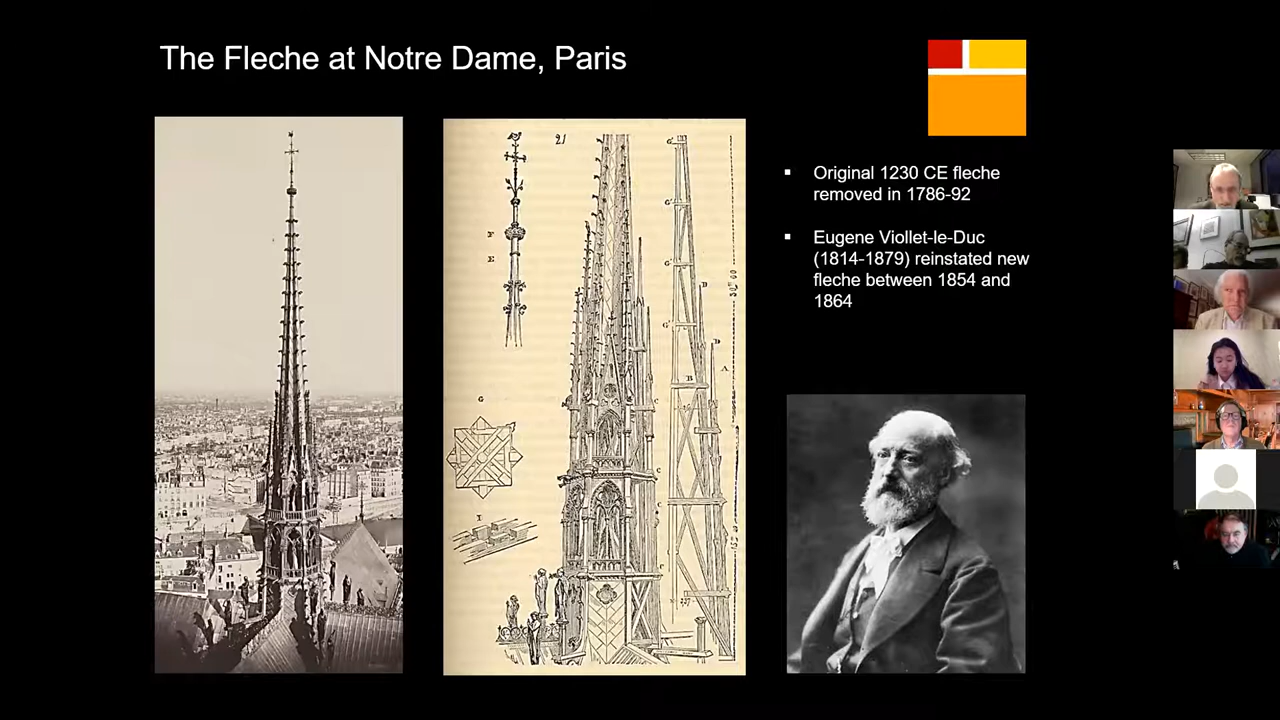 The Fleche at Notre Dame, Paris
Original 1230 CE fleche
removed in 1786-92
Eugene Viollet-le-Duc
(1814-1879) reinstated new
fleche between 1854 and
1864
21
F
E
G